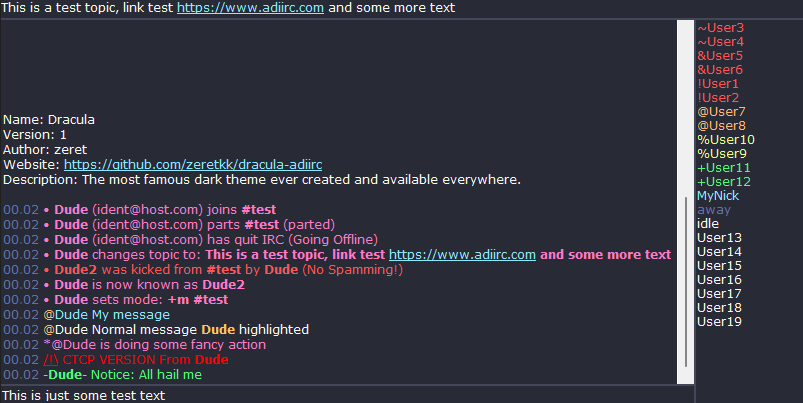 This is a test topic, link test https://www.adiirc.com and some more text
Name: Dracula
Version: 1
Author: zeret
Website: https://github.com/zeretkk/dracula-adiirc
Description: The most famous dark theme ever created and available everywhere.
00.02 • Dude (ident@host.com) joins #test
00.02 • Dude (ident@host.com) parts #test (parted)
00.02 • Dude (ident@host.com) has quit IRC (Going Offline)
00.02 • Dude changes topic to: This is a test topic, link test https://www.adiirc.com and some more text
00.02 • Dude2 was kicked from #test by Dude (No Spamming!)
00.02 • Dude is now known as Dude2
00.02 • Dude sets mode: +m #test
00.02 @Dude My message
00.02 @Dude Normal message Dude highlighted
00.02 *@Dude is doing some fancy action
00.02 /!\ CTCP VERSION From Dude
00.02 -Dude- Notice: All hail me
This is just some test text
~User3
~User4
&User5
&User6
!User1
!User2
@User7
@User8
%User10
%User9
+User11
+User12
MyNick
away
idle
User13
User14
User15
User16
User17
User18
User19